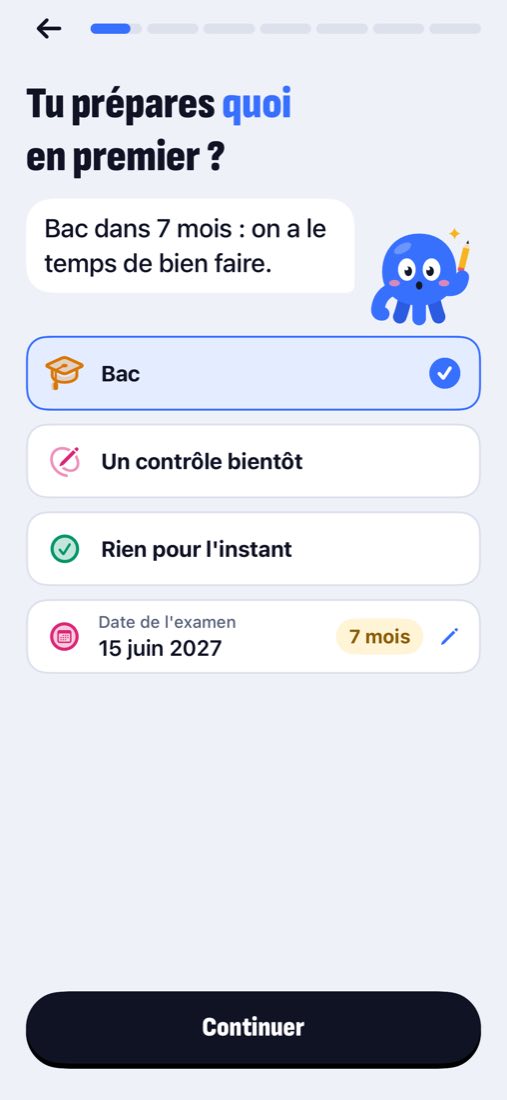 Tu prépares quoi
en premier ?
Bac dans 7 mois : on a le
temps de bien faire.
Bac
Un contrôle bientôt
Rien pour l'instant
Date de l'examen
15 juin 2027
7 mois
Continuer